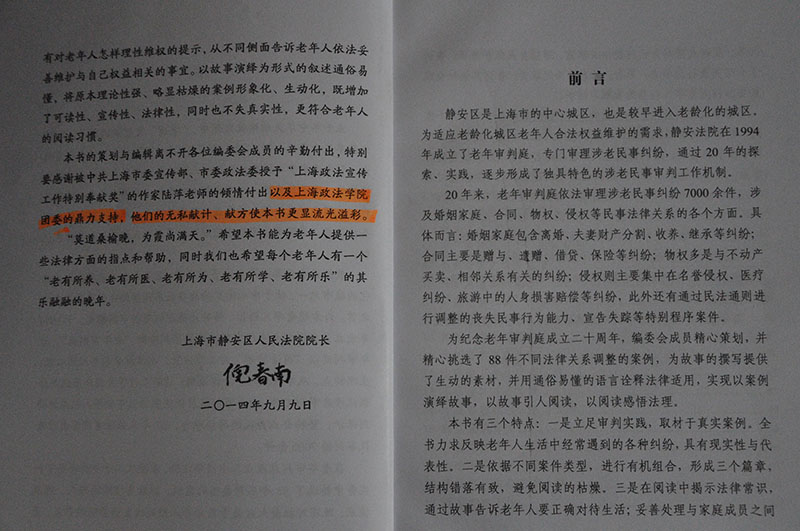 有对老年人怎样理性维权的提示，从不同侧面告诉老年人依法妥
善维护与自己权益相关的事宜。以故事演绎为形式的叙述通俗易
懂，将原本理论性强、略显枯燥的案例形象化、生动化，既增加
了可读性、宣传性、法律性，同时也不失真实性，更符合老年人
的阅读习惯。
本书的策划与编辑离不开各位编委会成员的辛勤付出，特别
要感谢被中共上海市委宣传部、市委政法委授予“上海政法宣传
工作特别奉献奖”的作家陆萍老师的倾情付出以及上海政法学院
团委的鼎力支持，他们的无私献计、献方使本书更显流光溢彩。
“莫道桑榆晚，为霞尚满天。”希望本书能为老年人提供一
些法律方面的指点和帮助，同时我们也希望每个老年人有一个
“老有所养、老有所医、老有所为、老有所学、老有所乐”的其
乐融融的晚年。
上海市静安区人民法院院长
倪春南
二〇一四年九月九日
前言
静安区是上海市的中心城区，也是较早进入老龄化的城区。
为适应老龄化城区老年人合法权益维护的需求，静安法院在1994
年成立了老年审判庭，专门审理涉老民事纠纷，通过20年的探
索、实践，逐步形成了独具特色的涉老民事审判工作机制。
20年来，老年审判庭依法审理涉老民事纠纷7000余件，涉
及婚姻家庭、合同、物权、侵权等民事法律关系的各个方面。具
体而言：婚姻家庭包含离婚、夫妻财产分割、收养、继承等纠纷；
合同主要是赠与、遗赠、借贷、保险等纠纷；物权多是与不动产
买卖、相邻关系有关的纠纷；侵权则主要集中在名誉侵权、医疗
纠纷、旅游中的人身损害赔偿等纠纷，此外还有通过民法通则进
行调整的丧失民事行为能力、宣告失踪等特别程序案件。
为纪念老年审判庭成立二十周年，编委会成员精心策划，并
精心挑选了88件不同法律关系调整的案例，为故事的撰写提供
了生动的素材，并用通俗易懂的语言诠释法律适用，实现以案例
演绎故事，以故事引人阅读，以阅读感悟法理。
本书有三个特点：一是立足审判实践，取材于真实案例。全
书力求反映老年人生活中经常遇到的各种纠纷，具有现实性与代
表性。二是依据不同案件类型，进行有机组合，形成三个篇章，
结构错落有致，避免阅读的枯燥。三是在阅读中揭示法律常识，
通过故事告诉老年人要正确对待生活；妥善处理与家庭成员之间